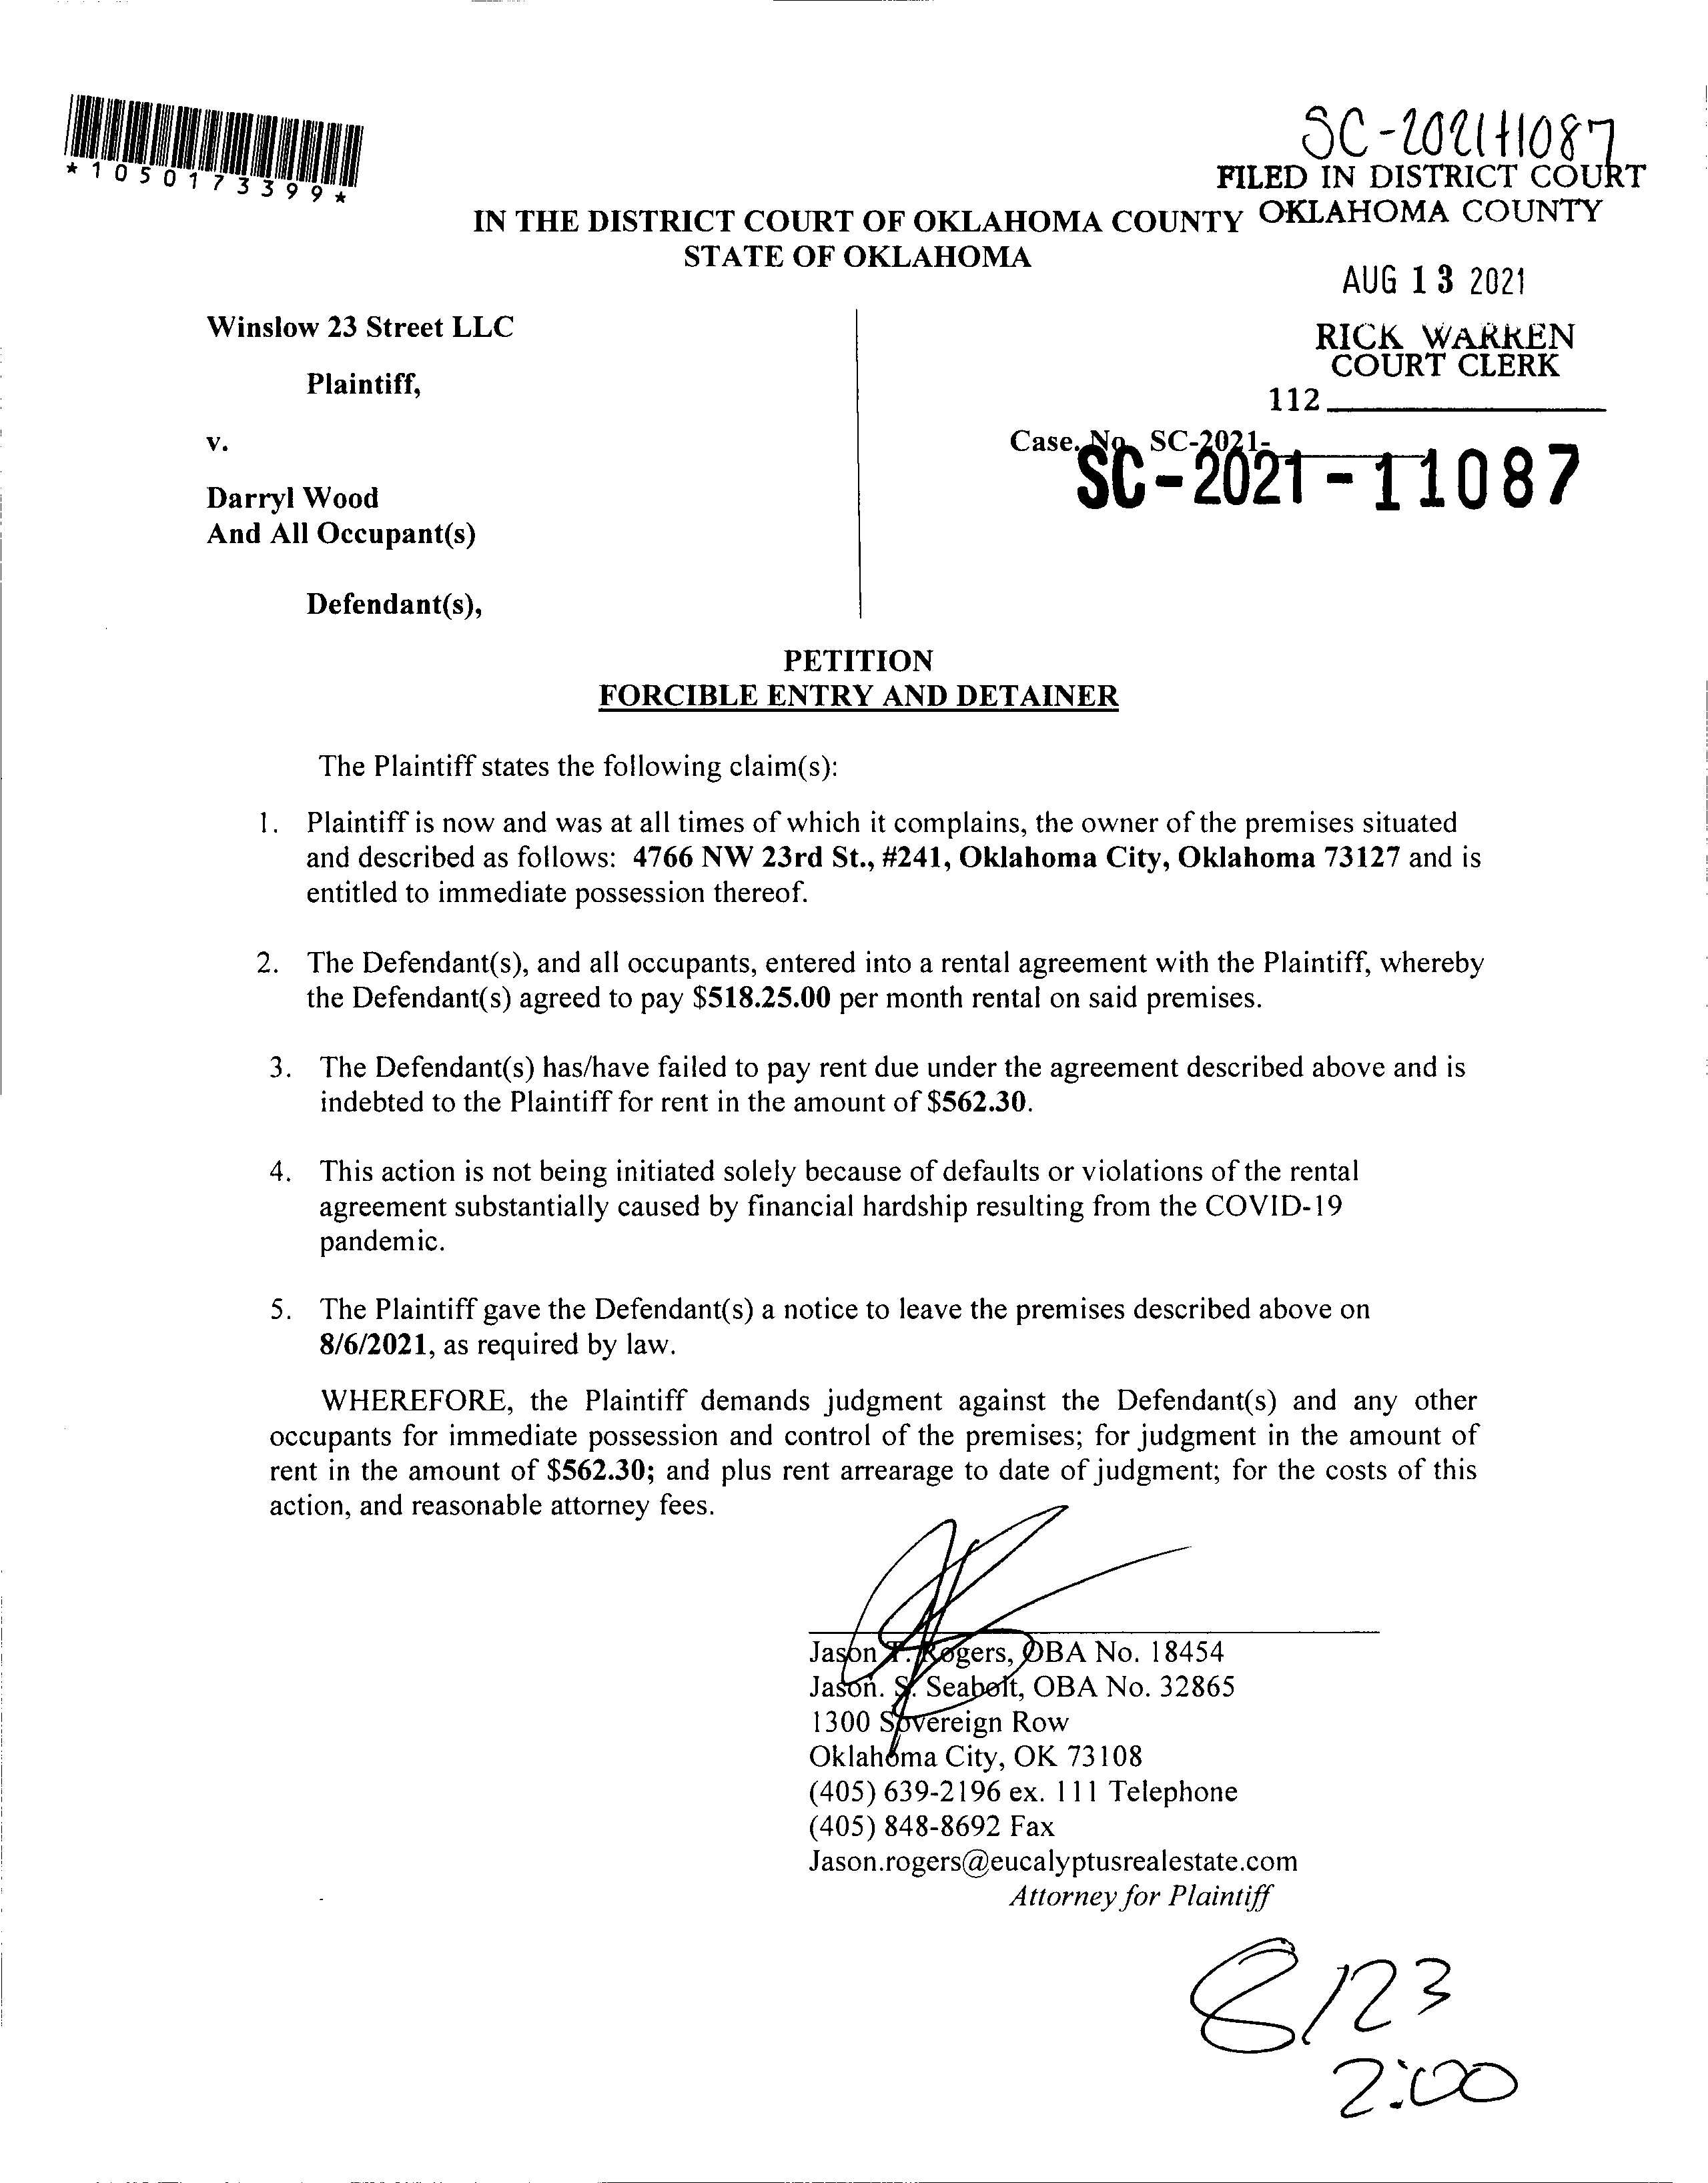 *1050173399*
SC-2021-11087
FILED IN DISTRICT COURT
OKLAHOMA COUNTY
IN THE DISTRICT COURT OF OKLAHOMA COUNTY
STATE OF OKLAHOMA
AUG 13 2021
RICK WARREN
COURT CLERK
112
Winslow 23 Street LLC
Plaintiff,
v.
Case. No. SC-2021-
SC-2021-11087
Darryl Wood
And All Occupant(s)
Defendant(s),
PETITION
FORCIBLE ENTRY AND DETAINER
The Plaintiff states the following claim(s):
1. Plaintiff is now and was at all times of which it complains, the owner of the premises situated
and described as follows: 4766 NW 23rd St., #241, Oklahoma City, Oklahoma 73127 and is
entitled to immediate possession thereof.
2. The Defendant(s), and all occupants, entered into a rental agreement with the Plaintiff, whereby
the Defendant(s) agreed to pay $518.25.00 per month rental on said premises.
3. The Defendant(s) has/have failed to pay rent due under the agreement described above and is
indebted to the Plaintiff for rent in the amount of $562.30.
4. This action is not being initiated solely because of defaults or violations of the rental
agreement substantially caused by financial hardship resulting from the COVID-19
pandemic.
5. The Plaintiff gave the Defendant(s) a notice to leave the premises described above on
8/6/2021, as required by law.
WHEREFORE, the Plaintiff demands judgment against the Defendant(s) and any other
occupants for immediate possession and control of the premises; for judgment in the amount of
rent in the amount of $562.30; and plus rent arrearage to date of judgment; for the costs of this
action, and reasonable attorney fees.
Jason T. Rogers, OBA No. 18454
Jason. S. Seabolt, OBA No. 32865
1300 Sovereign Row
Oklahoma City, OK 73108
(405) 639-2196 ex. 111 Telephone
(405) 848-8692 Fax
Jason.rogers@eucalyptusrealestate.com
Attorney for Plaintiff
8/23
2:00